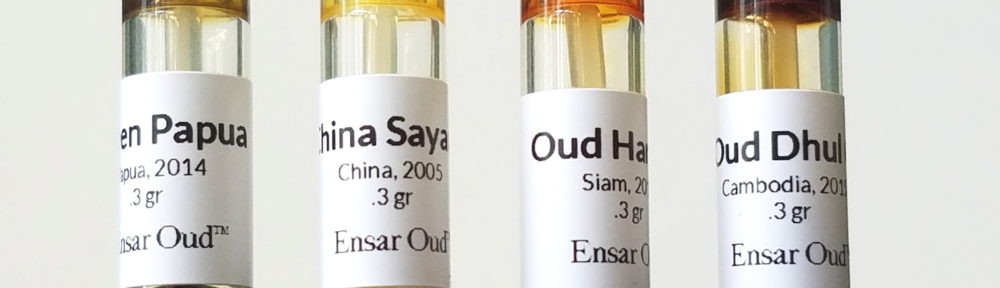 en Papua
apua, 2014
.3 gr
nsar Oud™
hina Saya
China, 2005
.3 gr
Ensar Oud
Oud Ha
Siam, 20
.3 gr
Ensar
Oud Dhul
Cambodia, 201
.3 gr
Ensar Oud